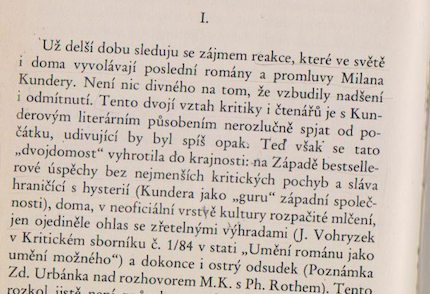 I.
Už delší dobu sleduju se zájmem reakce, které ve světě
i doma vyvolávají poslední romány a promluvy Milana
Kundery. Není nic divného na tom, že vzbudily nadšení
i odmítnutí. Tento dvojí vztah kritiky i čtenářů je s Kun-
derovým literárním působením nerozlučně spjat od po-
čátku, udivující by byl spíš opak. Teď však se tato
„dvojdomost" vyhrotila do krajnosti: na Západě bestselle-
rové úspěchy bez nejmenších kritických pochyb a sláva
hraničící s hysterií (Kundera jako „guru" západní společ-
nosti), doma, v neoficiální vrstvě kultury rozpačité mlčení,
jen ojediněle ohlas se zřetelnými výhradami (J. Vohryzek
v Kritickém sborníku č. 1/84 v stati „Umění románu jako
umění možného") a dokonce i ostrý odsudek (Poznámka
Zd. Urbánka nad rozhovorem M.K. s Ph. Rothem). Tento
rozkol jistě není